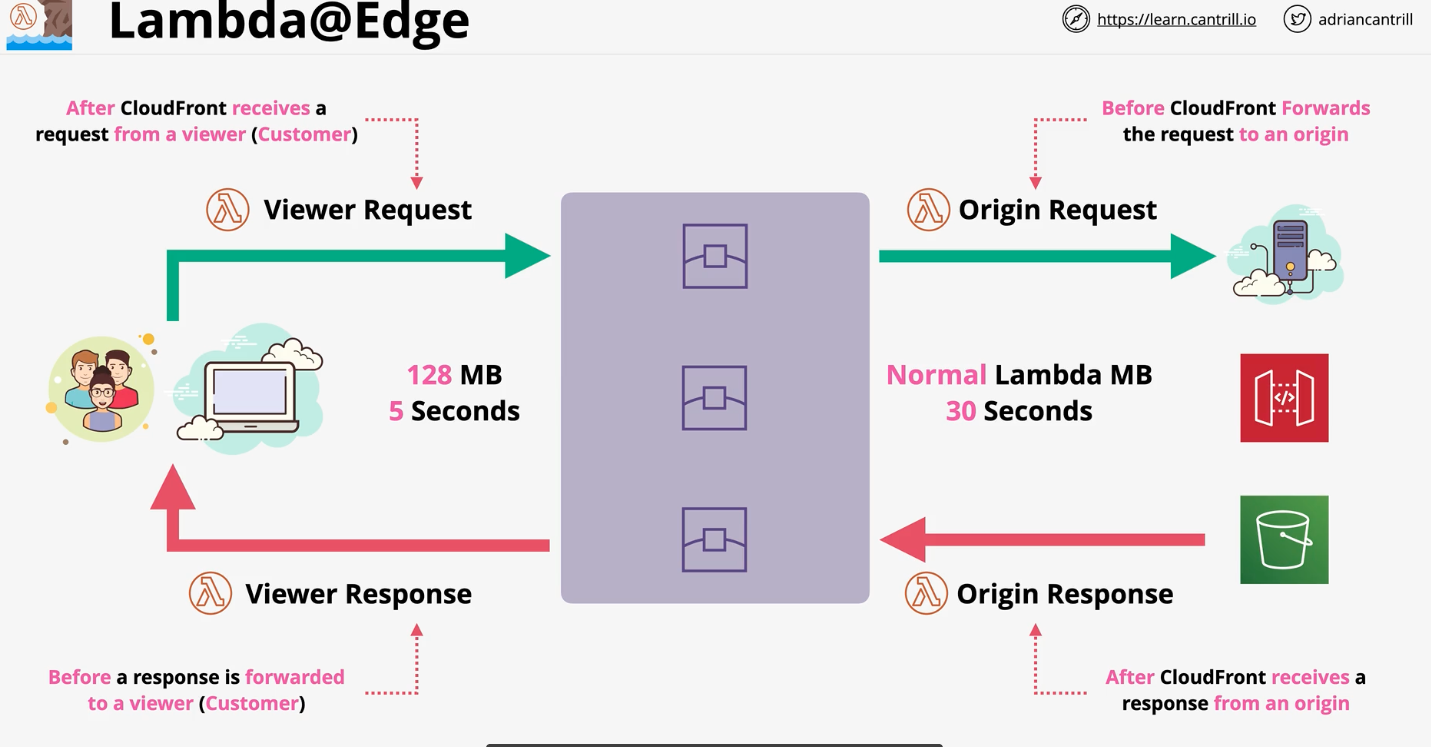 Lambda@Edge
https://learn.cantrill.io
adriancantrill
After CloudFront receives a
request from a viewer (Customer)
Before CloudFront Forwards
the request to an origin
Viewer Request
Origin Request
128 MB
5 Seconds
Normal Lambda MB
30 Seconds
</>
Viewer Response
Origin Response
Before a response is forwarded
to a viewer (Customer)
After CloudFront receives a
response from an origin